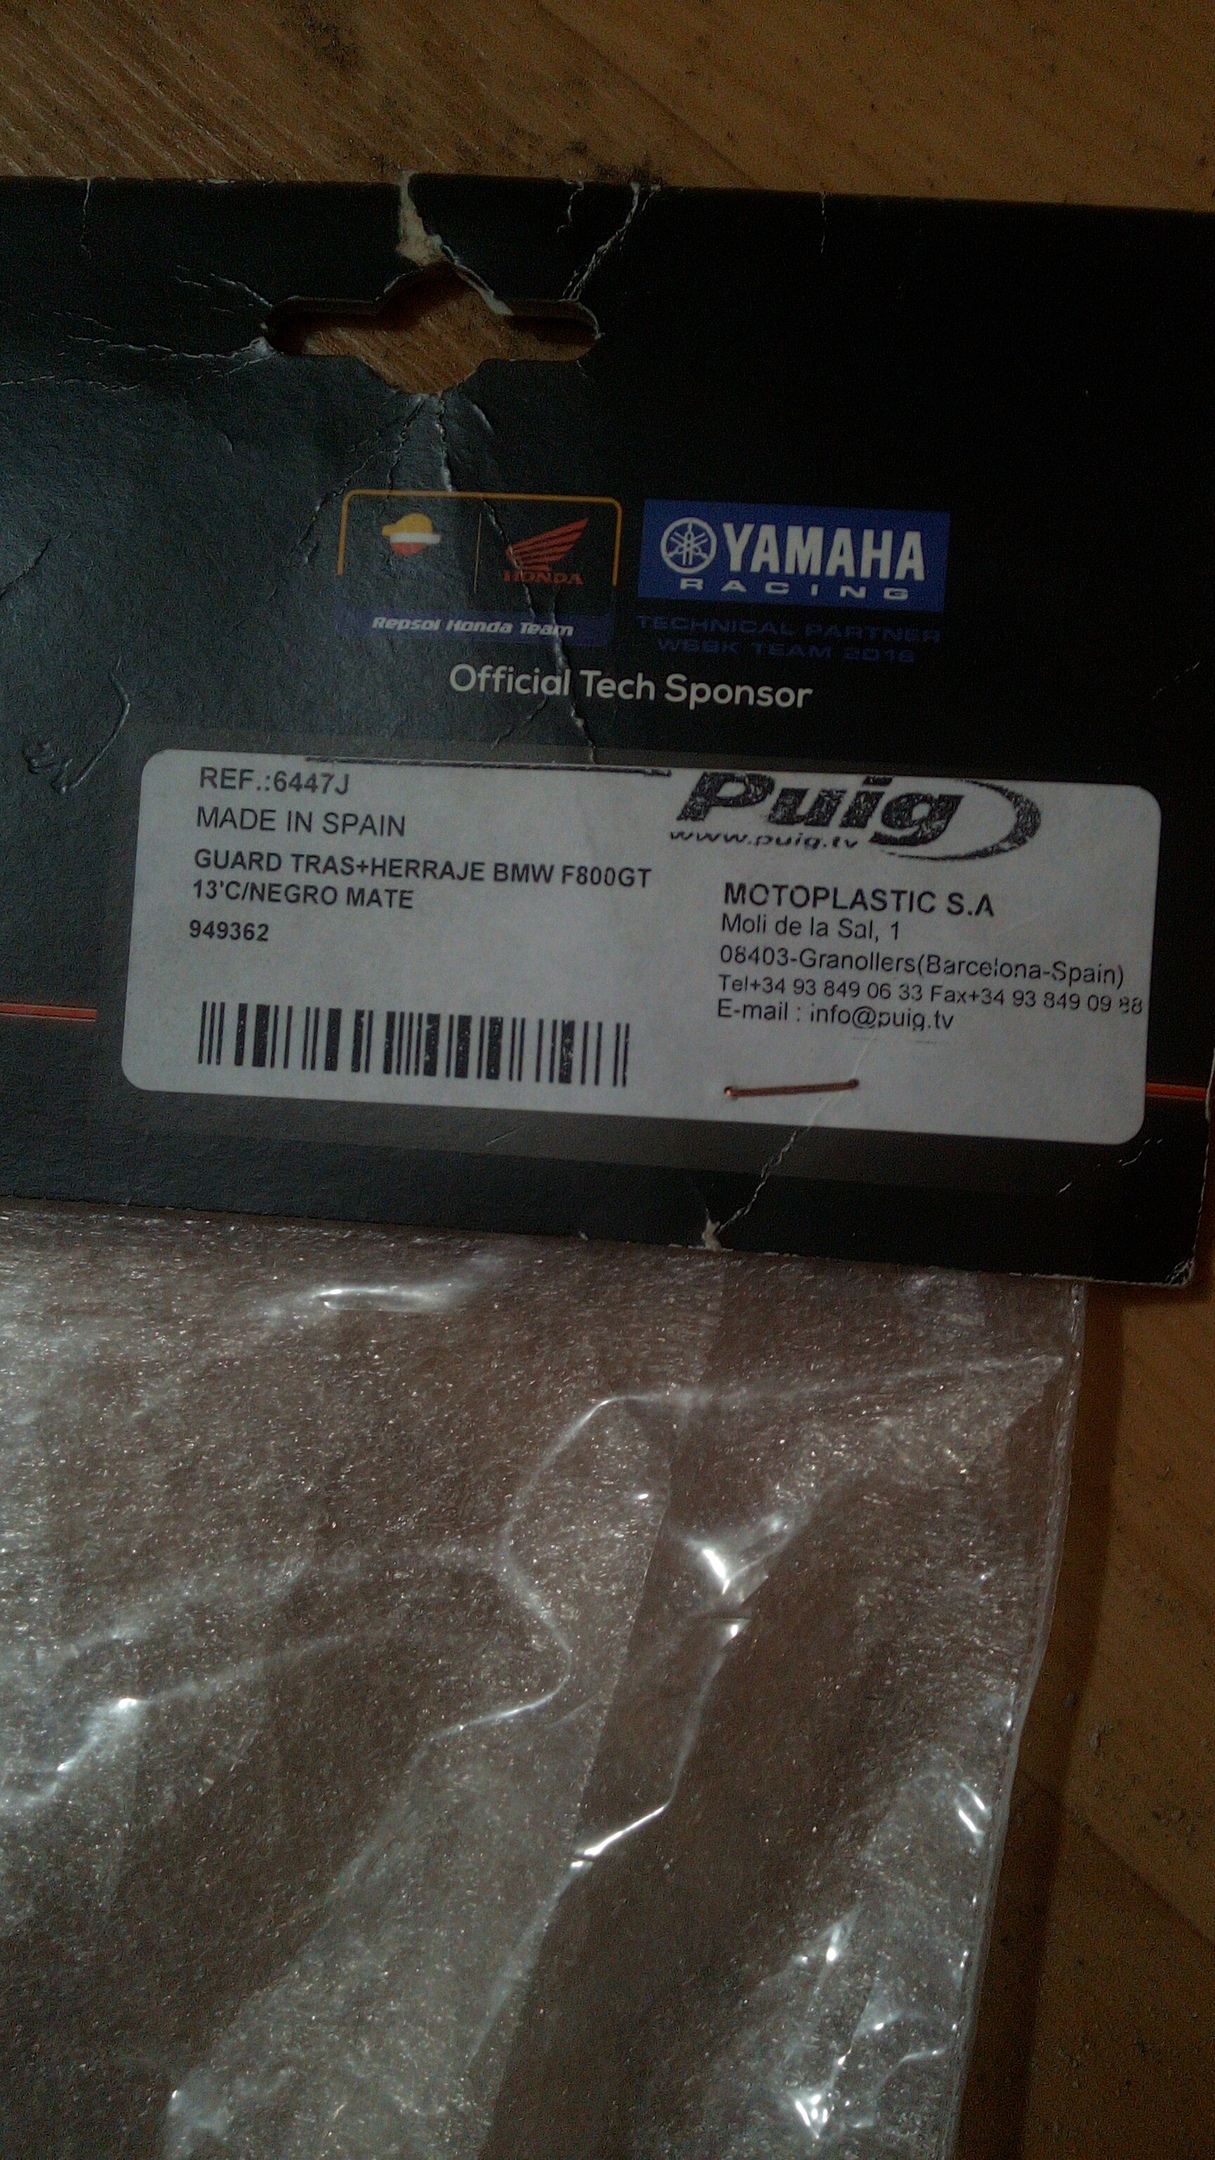 HONDA
Repsol Honda Team
YAMAHA
RACING
TECHNICAL PARTNER
WSBK TEAM 2016
Official Tech Sponsor
REF.:6447J
MADE IN SPAIN
GUARD TRAS+HERRAJE BMW F800GT
13'C/NEGRO MATE
949362
Puig
www.puig.tv
MOTOPLASTIC S.A
Moli de la Sal, 1
08403-Granollers(Barcelona-Spain)
Tel+34 93 849 06 33 Fax+34 93 849 09 88
E-mail : info@puig.tv